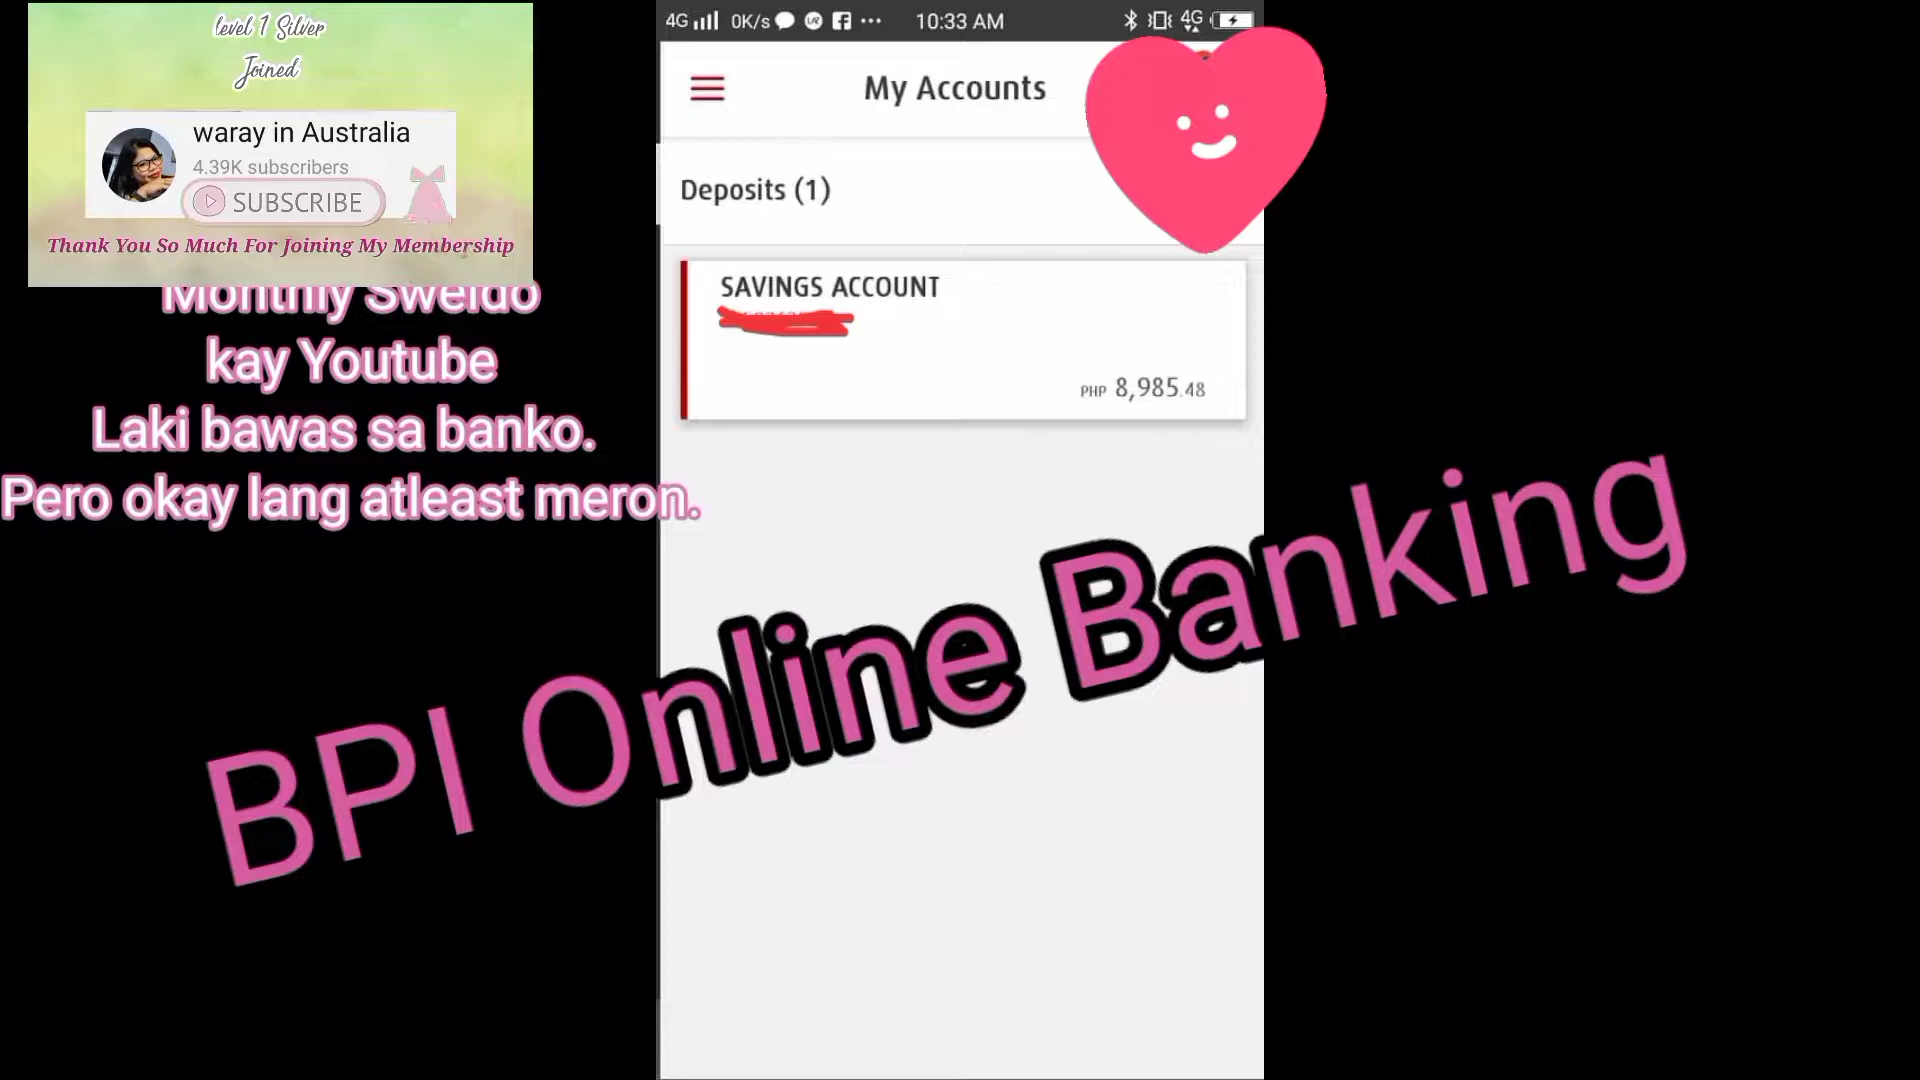 level 1 Silver
Joined
waray in Australia
4.39K subscribers
SUBSCRIBE
Thank You So Much For Joining My Membership
Monthly Sweldo
kay Youtube
Laki bawas sa banko.
Pero okay lang atleast meron.
4G 0K/s 10:33 AM 4G
My Accounts
Deposits (1)
SAVINGS ACCOUNT
PHP 8,985.48
BPI Online Banking